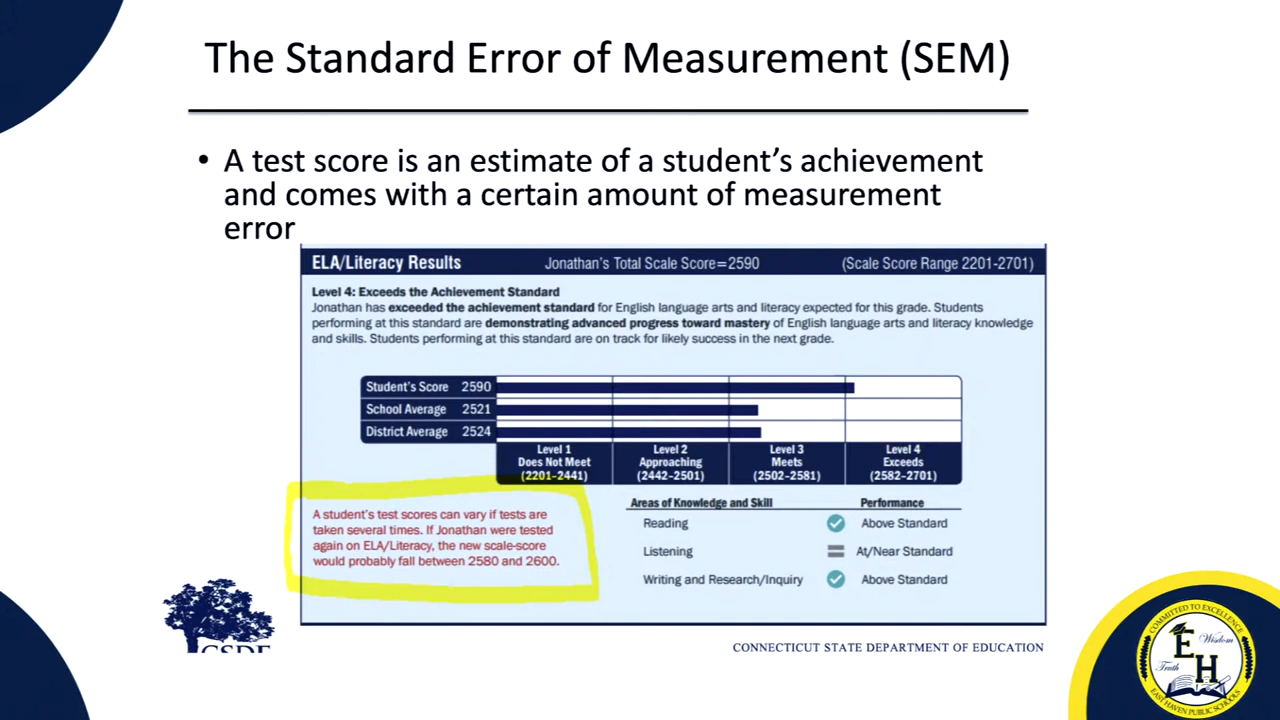 The Standard Error of Measurement (SEM)
• A test score is an estimate of a student's achievement
and comes with a certain amount of measurement
error
ELA/Literacy Results Jonathan's Total Scale Score=2590 (Scale Score Range 2201-2701)
Level 4: Exceeds the Achievement Standard
Jonathan has exceeded the achievement standard for English language arts and literacy expected for this grade. Students
performing at this standard are demonstrating advanced progress toward mastery of English language arts and literacy knowledge
and skills. Students performing at this standard are on track for likely success in the next grade.
Student's Score 2590
School Average 2521
District Average 2524
Level 1 Level 2 Level 3 Level 4
Does Not Meet Approaching Meets Exceeds
(2201-2441) (2442-2501) (2502-2581) (2582-2701)
A student's test scores can vary if tests are
taken several times. If Jonathan were tested
again on ELA/Literacy, the new scale-score
would probably fall between 2580 and 2600.
Areas of Knowledge and Skill Performance
Reading Above Standard
Listening At/Near Standard
Writing and Research/Inquiry Above Standard
CSDE
CONNECTICUT STATE DEPARTMENT OF EDUCATION
COMMITTED TO EXCELLENCE
Wisdom
Truth
E H
EAST HAVEN PUBLIC SCHOOLS